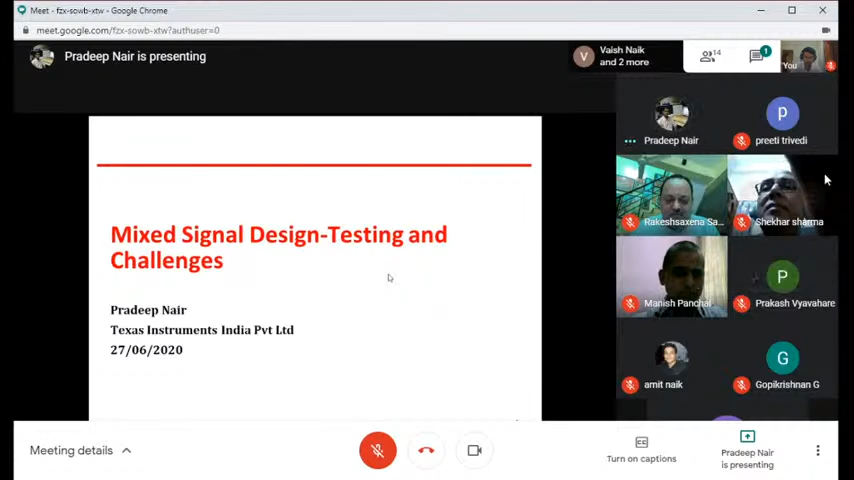 Meet - fzx-sowb-xtw - Google Chrome
meet.google.com/fzx-sowb-xtw?authuser=0
Pradeep Nair is presenting
V
Vaish Naik
and 2 more
14
1
You
Mixed Signal Design-Testing and
Challenges
Pradeep Nair
Texas Instruments India Pvt Ltd
27/06/2020
Pradeep Nair
p
preeti trivedi
Rakeshsaxena Sa...
Shekhar sharma
Manish Panchal
P
Prakash Vyavahare
amit naik
G
Gopikrishnan G
Meeting details
Turn on captions
Pradeep Nair
is presenting